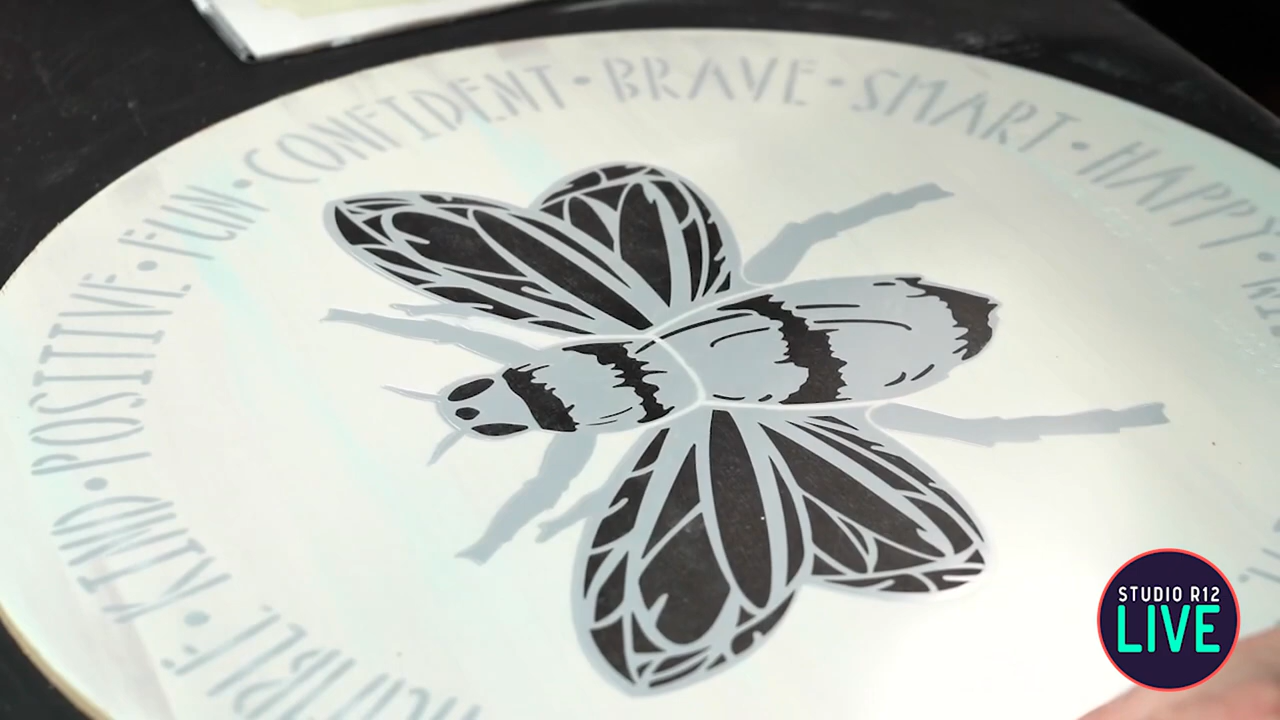 HUMBLE • KIND • POSITIVE • FUN • CONFIDENT • BRAVE • SMART • HAPPY •
STUDIO R12
LIVE